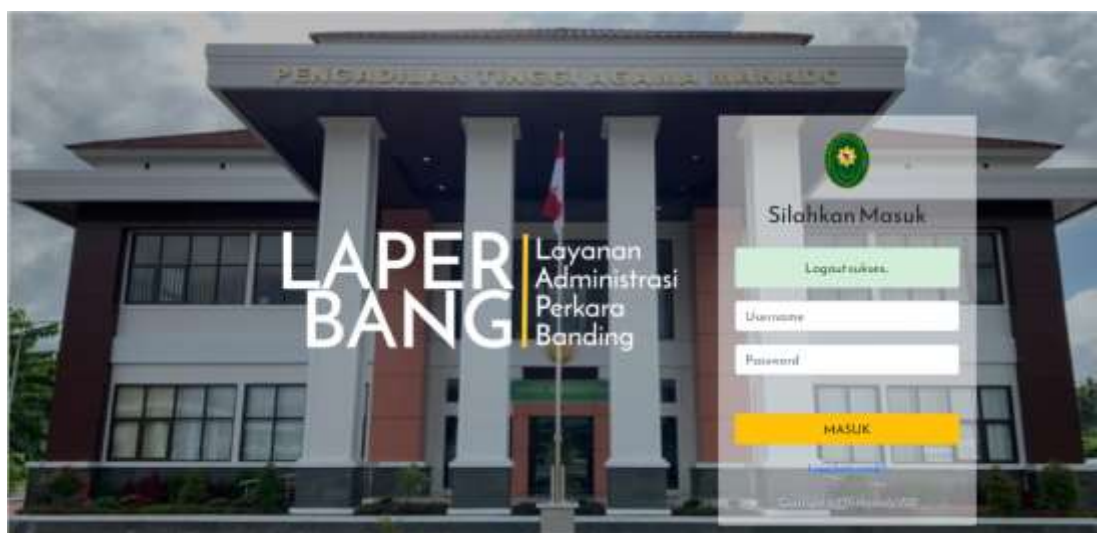 PENGADILAN TINGGI AGAMA MANADO
LAPER
BANG
Layanan
Administrasi
Perkara
Banding
Silahkan Masuk
Logout sukses.
Username
Password
MASUK